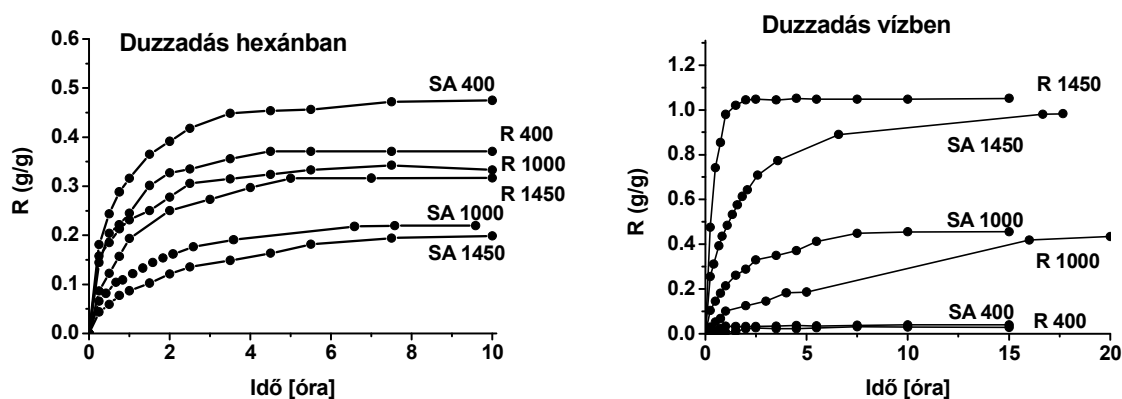 Duzzadás hexánban
R (g/g)
0.6
0.5
0.4
0.3
0.2
0.1
0.0
SA 400
R 400
R 1000
R 1450
SA 1000
SA 1450
0 2 4 6 8 10
Idő [óra]
Duzzadás vízben
R (g/g)
1.2
1.0
0.8
0.6
0.4
0.2
0.0
R 1450
SA 1450
SA 1000
R 1000
SA 400
R 400
0 5 10 15 20
Idő [óra]